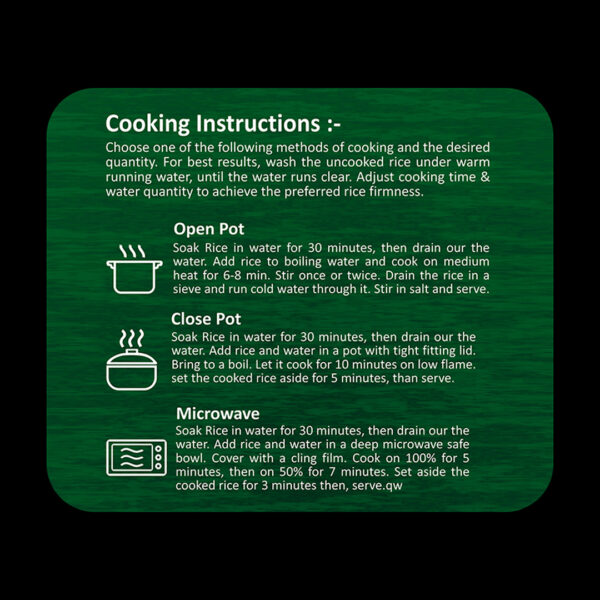 Cooking Instructions :-
Choose one of the following methods of cooking and the desired
quantity. For best results, wash the uncooked rice under warm
running water, until the water runs clear. Adjust cooking time &
water quantity to achieve the preferred rice firmness.
Open Pot
Soak Rice in water for 30 minutes, then drain our the
water. Add rice to boiling water and cook on medium
heat for 6-8 min. Stir once or twice. Drain the rice in a
sieve and run cold water through it. Stir in salt and serve.
Close Pot
Soak Rice in water for 30 minutes, then drain our the
water. Add rice and water in a pot with tight fitting lid.
Bring to a boil. Let it cook for 10 minutes on low flame.
set the cooked rice aside for 5 minutes, than serve.
Microwave
Soak Rice in water for 30 minutes, then drain our the
water. Add rice and water in a deep microwave safe
bowl. Cover with a cling film. Cook on 100% for 5
minutes, then on 50% for 7 minutes. Set aside the
cooked rice for 3 minutes then, serve.qw